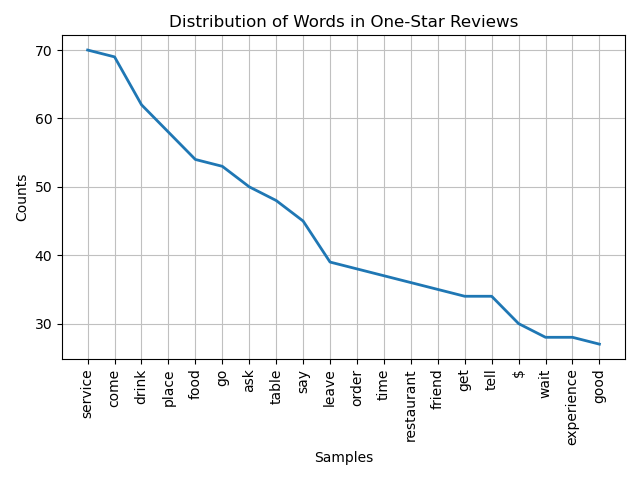 Distribution of Words in One-Star Reviews
Counts
70
60
50
40
30
service
come
drink
place
food
go
ask
table
say
leave
order
time
restaurant
friend
get
tell
$
wait
experience
good
Samples